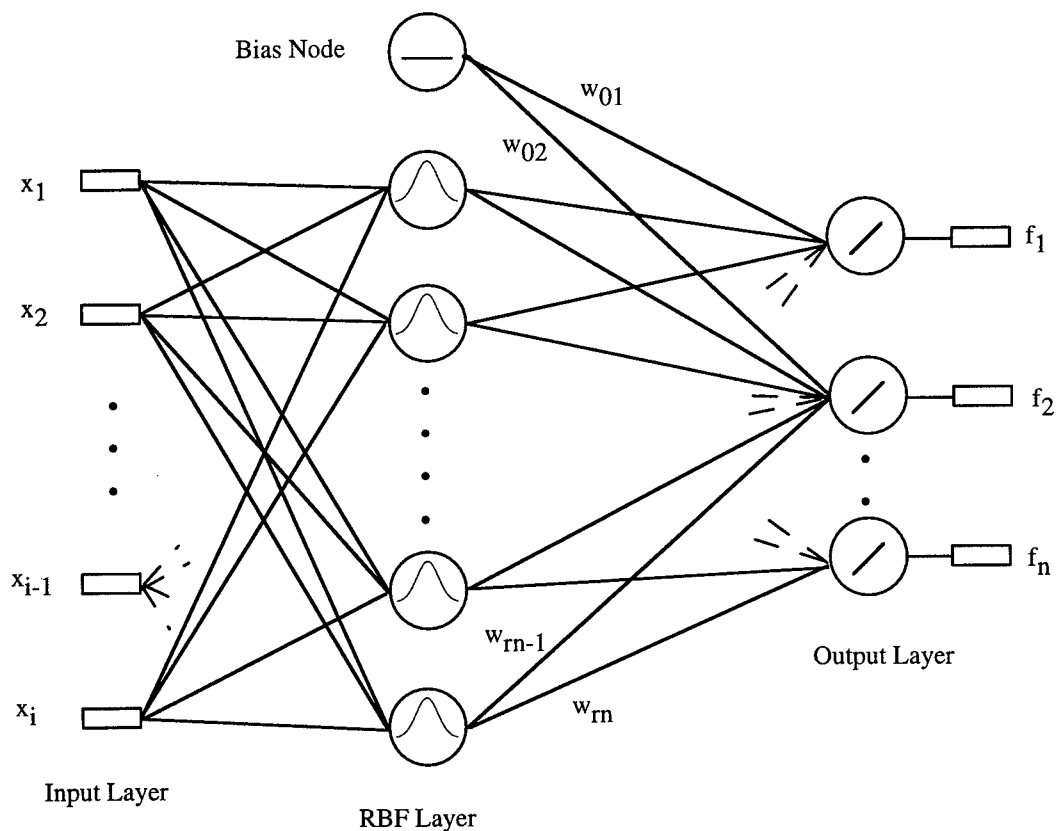 Bias Node
w01
w02
x1
x2
f1
f2
xi-1
fn
wrn-1
Output Layer
xi
wrn
Input Layer
RBF Layer